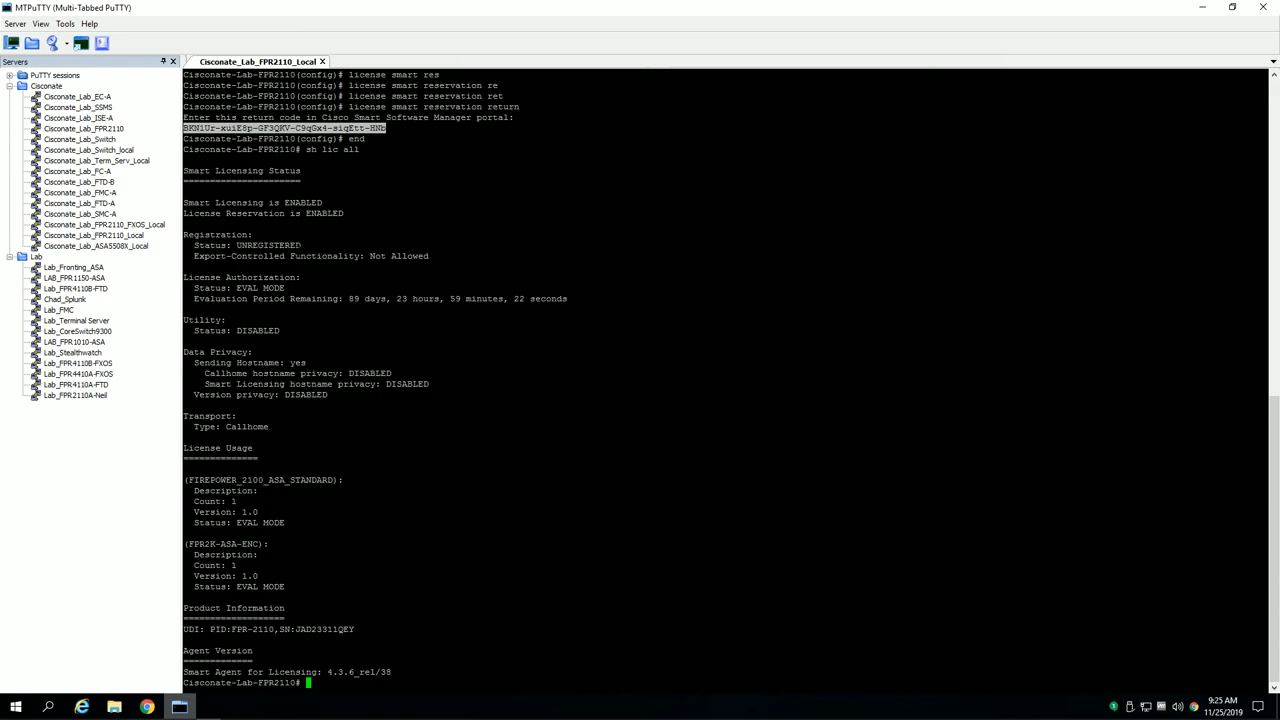 MTPuTTY (Multi-Tabbed PuTTY)
Server View Tools Help
Servers
PuTTY sessions
Cisconate
Cisconate_Lab_EC-A
Cisconate_Lab_SSMS
Cisconate_Lab_ISE-A
Cisconate_Lab_FPR2110
Cisconate_Lab_Switch
Cisconate_Lab_Switch_local
Cisconate_Lab_Term_Serv_Local
Cisconate_Lab_FC-A
Cisconate_Lab_FTD-B
Cisconate_Lab_FMC-A
Cisconate_Lab_FTD-A
Cisconate_Lab_SMC-A
Cisconate_Lab_FPR2110_FXOS_Local
Cisconate_Lab_FPR2110_Local
Cisconate_Lab_ASA5508X_Local
Lab
Lab_Fronting_ASA
LAB_FPR1150-ASA
Lab_FPR4110B-FTD
Chad_Splunk
Lab_FMC
Lab_Terminal Server
Lab_CoreSwitch9300
LAB_FPR1010-ASA
Lab_Stealthwatch
Lab_FPR4110B-FXOS
Lab_FPR4410A-FXOS
Lab_FPR4110A-FTD
Lab_FPR2110A-Neil
Cisconate_Lab_FPR2110_Local
Cisconate-Lab-FPR2110(config)# license smart res
Cisconate-Lab-FPR2110(config)# license smart reservation re
Cisconate-Lab-FPR2110(config)# license smart reservation ret
Cisconate-Lab-FPR2110(config)# license smart reservation return
Enter this return code in Cisco Smart Software Manager portal:
BKN1Ur-xuiE8p-GF3QKV-C9qGx4-siqEtt-HNb
Cisconate-Lab-FPR2110(config)# end
Cisconate-Lab-FPR2110# sh lic all
Smart Licensing Status
======================
Smart Licensing is ENABLED
License Reservation is ENABLED
Registration:
Status: UNREGISTERED
Export-Controlled Functionality: Not Allowed
License Authorization:
Status: EVAL MODE
Evaluation Period Remaining: 89 days, 23 hours, 59 minutes, 22 seconds
Utility:
Status: DISABLED
Data Privacy:
Sending Hostname: yes
Callhome hostname privacy: DISABLED
Smart Licensing hostname privacy: DISABLED
Version privacy: DISABLED
Transport:
Type: Callhome
License Usage
==============
(FIREPOWER_2100_ASA_STANDARD):
Description:
Count: 1
Version: 1.0
Status: EVAL MODE
(FPR2K-ASA-ENC):
Description:
Count: 1
Version: 1.0
Status: EVAL MODE
Product Information
===================
UDI: PID:FPR-2110,SN:JAD23311QEY
Agent Version
=============
Smart Agent for Licensing: 4.3.6_rel/38
Cisconate-Lab-FPR2110#
9:25 AM
11/25/2019